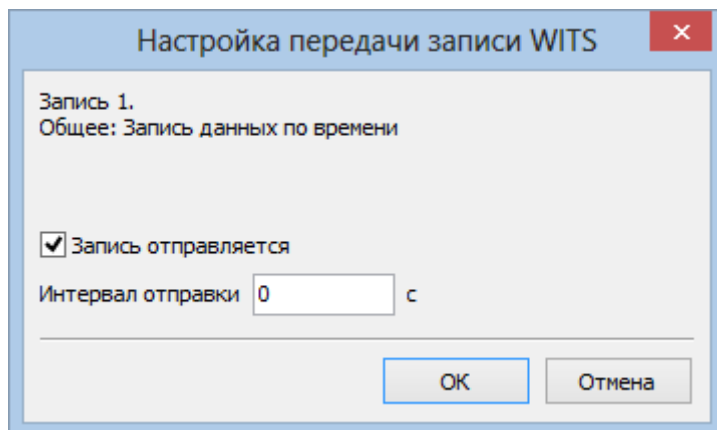 Настройка передачи записи WITS
Запись 1.
Общее: Запись данных по времени
Запись отправляется
Интервал отправки 0 с
ОК Отмена